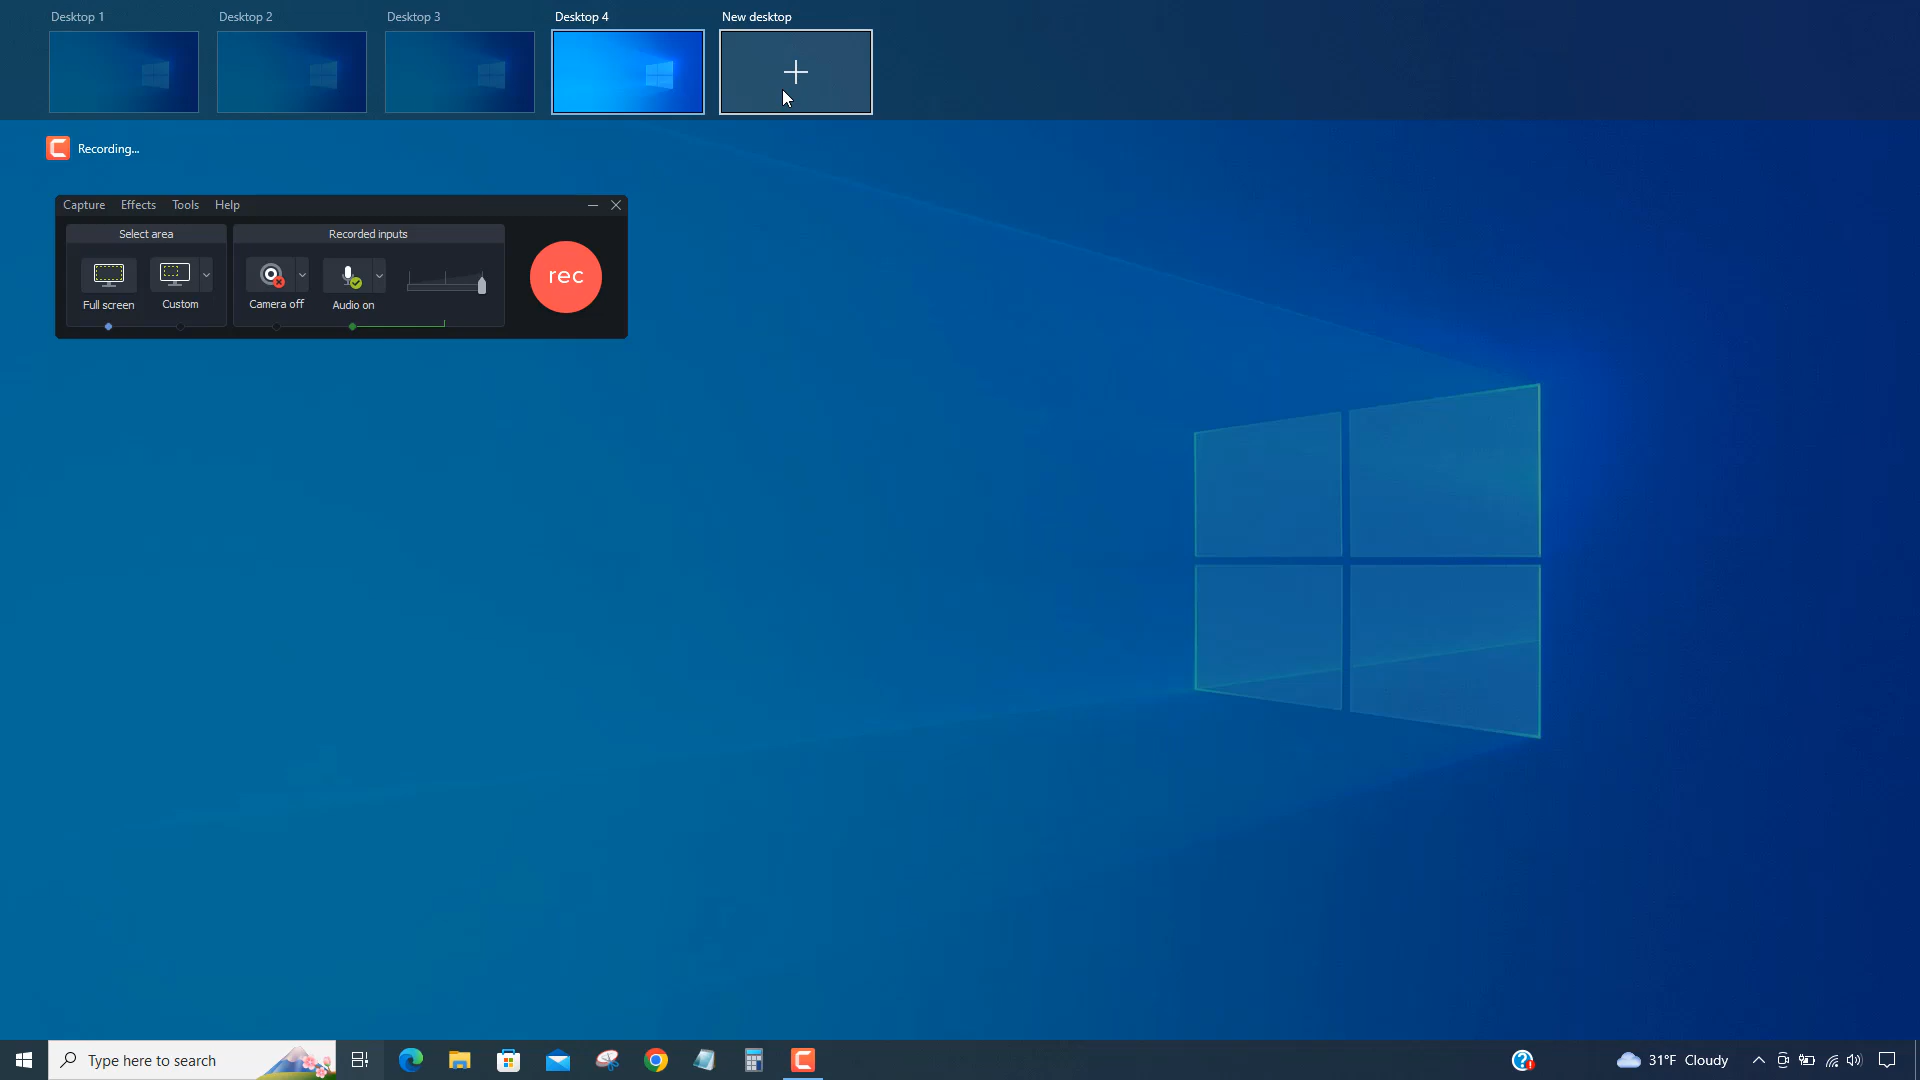 Desktop 1
Desktop 2
Desktop 3
Desktop 4
New desktop
Recording...
Capture
Effects
Tools
Help
Select area
Recorded inputs
Full screen
Custom
Camera off
Audio on
rec
Type here to search
31°F Cloudy